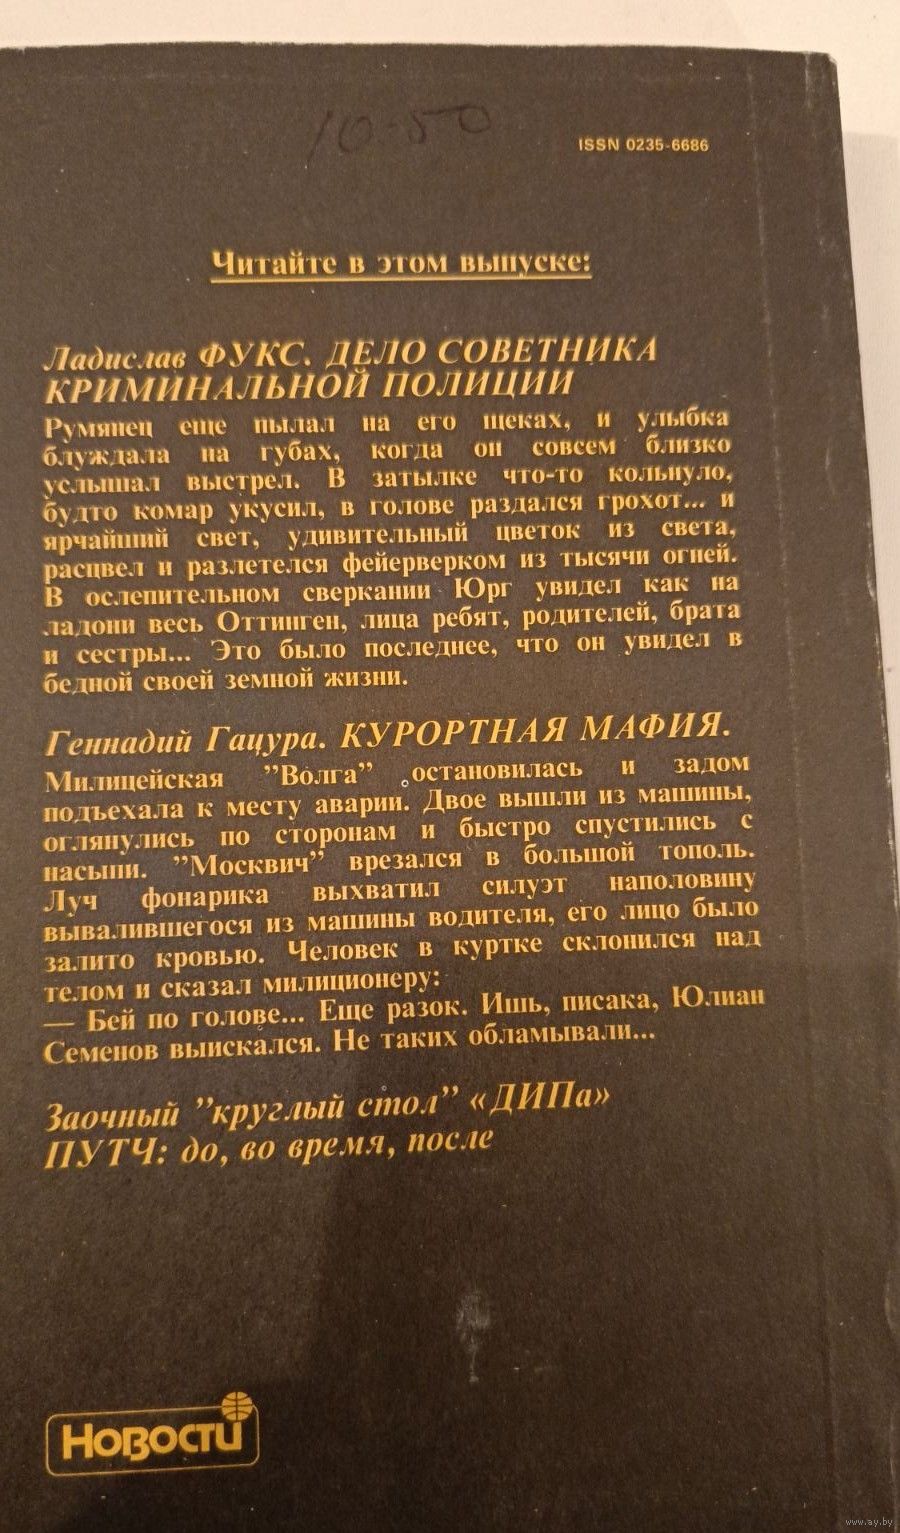 10-50
ISSN 0235-6686
Читайте в этом выпуске:
Ладислав ФУКС. ДЕЛО СОВЕТНИКА
КРИМИНАЛЬНОЙ ПОЛИЦИИ
Румянец еще пылал на его щеках, и улыбка
блуждала на губах, когда он совсем близко
услышал выстрел. В затылке что-то кольнуло,
будто комар укусил, в голове раздался грохот... и
ярчайший свет, удивительный цветок из света,
расцвел и разлетелся фейерверком из тысячи огней.
В ослепительном сверкании Юрг увидел как на
ладони весь Оттинген, лица ребят, родителей, брата
и сестры... Это было последнее, что он увидел в
бедной своей земной жизни.
Геннадий Гацура. КУРОРТНАЯ МАФИЯ.
Милицейская ”Волга” остановилась и задом
подъехала к месту аварии. Двое вышли из машины,
оглянулись по сторонам и быстро спустились с
насыпи. ”Москвич” врезался в большой тополь.
Луч фонарика выхватил силуэт наполовину
вывалившегося из машины водителя, его лицо было
залито кровью. Человек в куртке склонился над
телом и сказал милиционеру:
— Бей по голове... Еще разок. Ишь, писака, Юлиан
Семенов выискался. Не таких обламывали...
Заочный ”круглый стол” «ДИПа»
ПУТЧ: до, во время, после
Новости
www.ay.by